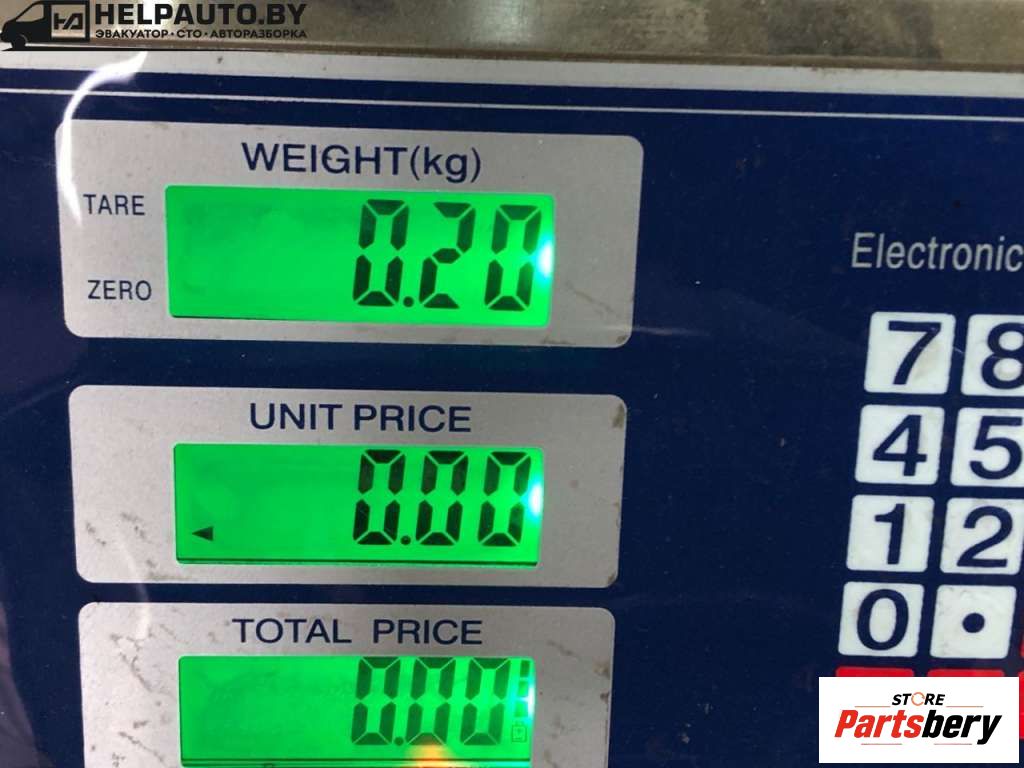 HELPAUTO.BY
ЭВАКУАТОР • СТО • АВТОРАЗБОРКА
WEIGHT(kg)
TARE
0.20
ZERO
Electronic
UNIT PRICE
0.00
TOTAL PRICE
0.00
7 8
4 5
1 2
0 •
STORE
Partsbery